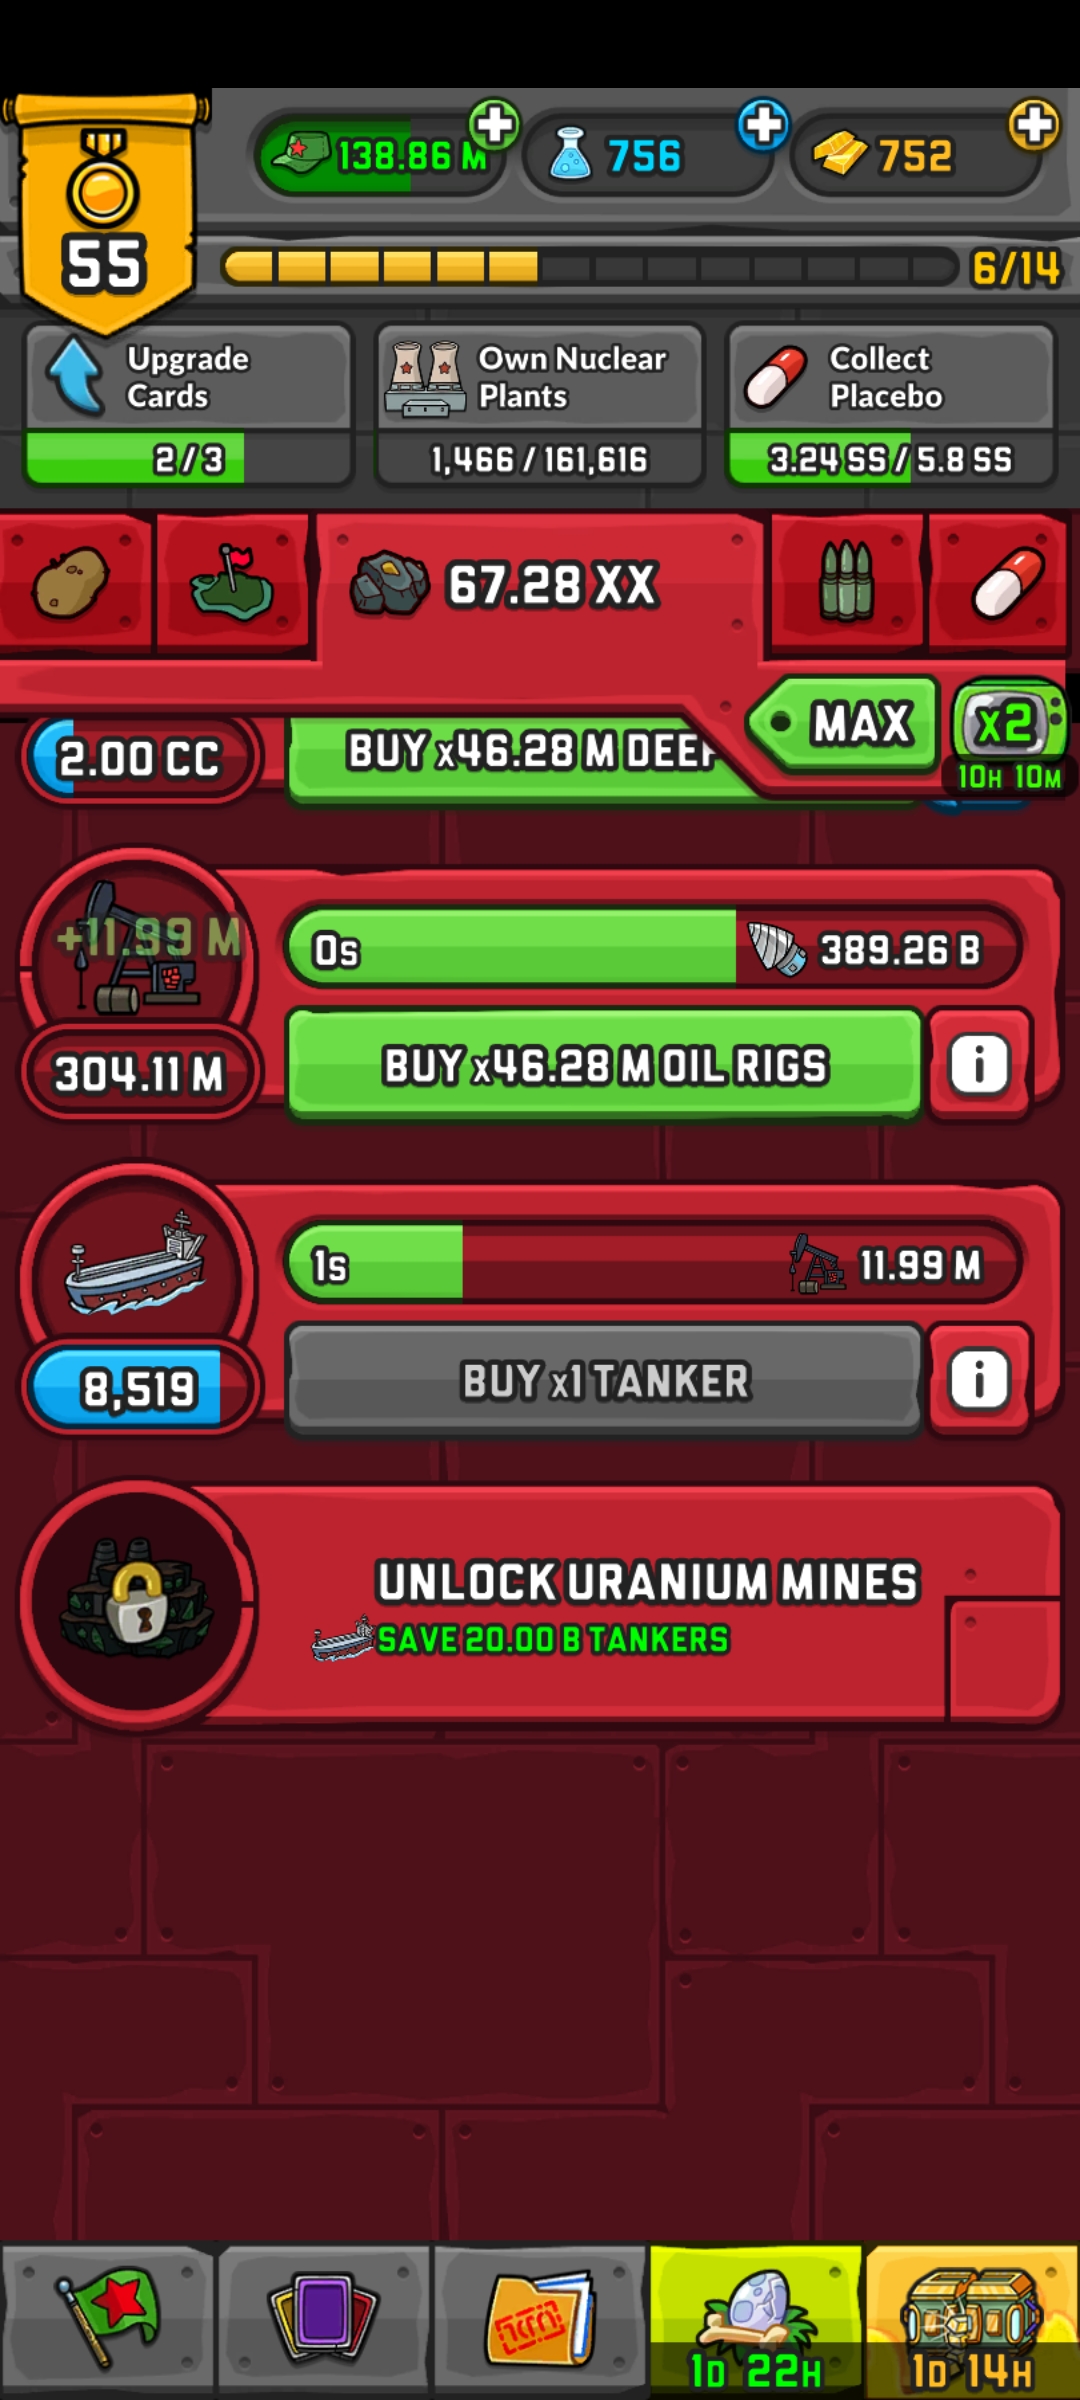 138.86 M
756
752
55
6/14
Upgrade Cards
2/3
Own Nuclear Plants
1,466 / 161,616
Collect Placebo
3.24 SS / 5.8 SS
67.28 XX
MAX
x2
10H 10M
2.00 CC
BUY x46.28 M DEEP
+11.99 M
0s
389.26 B
304.11 M
BUY x46.28 M OIL RIGS
i
1s
11.99 M
8,519
BUY x1 TANKER
i
UNLOCK URANIUM MINES
SAVE 20.00 B TANKERS
1D 22H
1D 14H